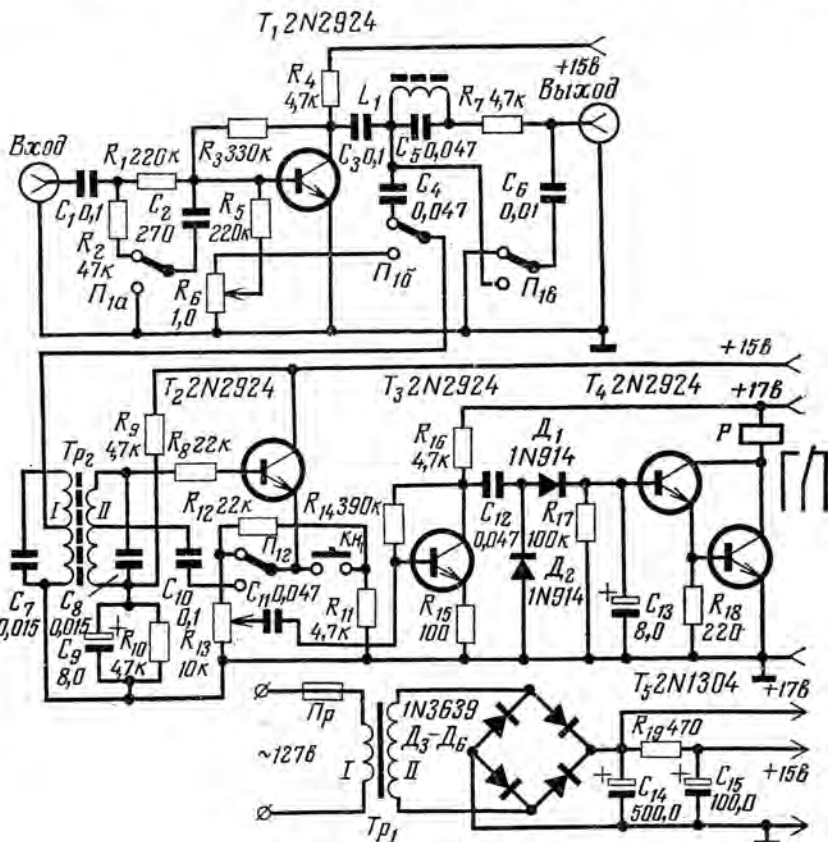 T₁ 2N2924
+15в
Выход
R₄
4,7к
L₁
R₇ 4,7к
Вход
R₁ 220к
R₃ 330к
C₃ 0,1
C₅ 0,047
C₁ 0,1
C₂
270
R₅
220к
C₄
0,047
C₆
0,01
R₂
47к
П₁а
R₆
1,0
П₁б
П₁в
+15в
T₂ 2N2924
T₃ 2N2924
T₄ 2N2924
+17в
R₉
47к
Тр₂
R₈ 22к
R₁₆
4,7к
Д₁
1N914
P
I
II
R₁₂ 22к
R₁₄ 390к
П₁₂
Кн₁
C₁₂
0,047
R₁₇
100к
Д₂
1N914
C₇
0,015
C₈
0,015
C₁₀
0,1
C₁₁ 0,047
R₁₁
4,7к
R₁₅
100
+
C₁₃
8,0
R₁₈
220
+
C₉
8,0
R₁₀
47к
R₁₃
10к
T₅ 2N1304
+17в
Пр
1N3639
Д₃-Д₆
R₁₉ 470
~127в
I
II
+
C₁₄
500,0
+
C₁₅
100,0
+15в
Тр₁